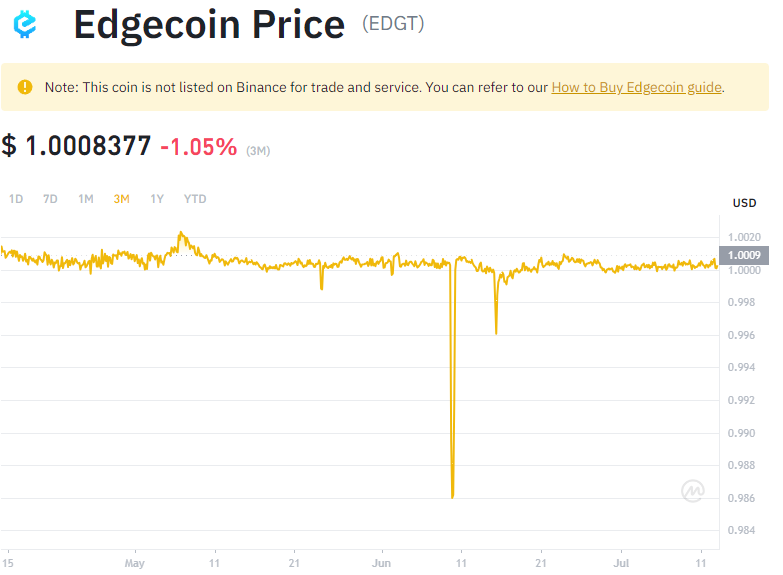 Edgecoin Price (EDGT)
Note: This coin is not listed on Binance for trade and service. You can refer to our How to Buy Edgecoin guide.
$ 1.0008377 -1.05% (3M)
1D 7D 1M 3M 1Y YTD
USD
1.0020
1.0009
1.0000
0.998
0.996
0.994
0.992
0.990
0.988
0.986
0.984
15 May 11 21 Jun 11 21 Jul 11